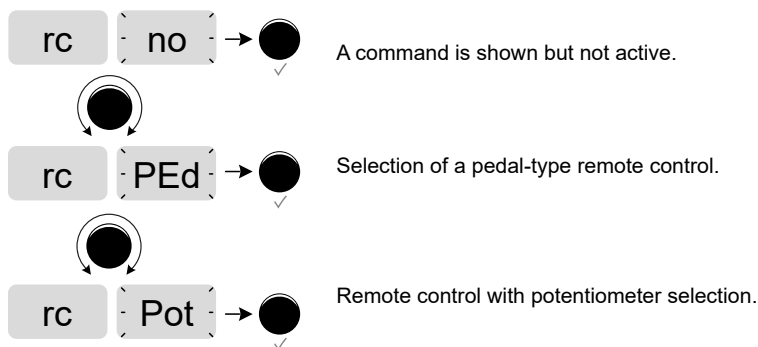 rc no A command is shown but not active.
rc PEd Selection of a pedal-type remote control.
rc Pot Remote control with potentiometer selection.